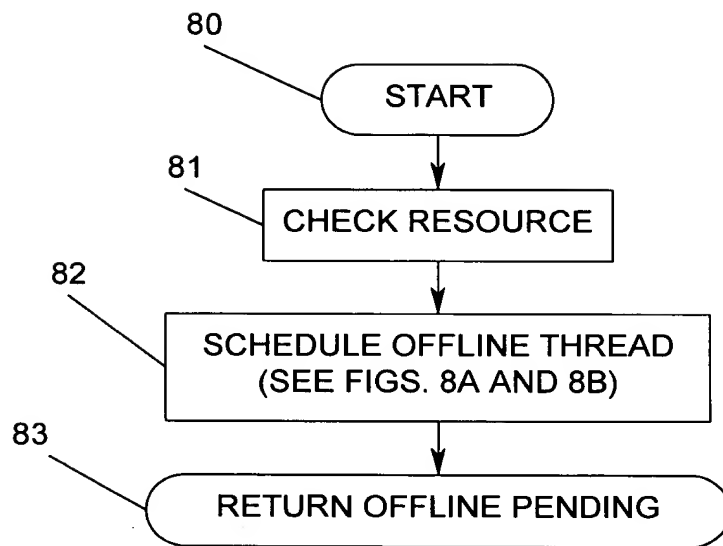 80
START
81
CHECK RESOURCE
82
SCHEDULE OFFLINE THREAD
(SEE FIGS. 8A AND 8B)
83
RETURN OFFLINE PENDING